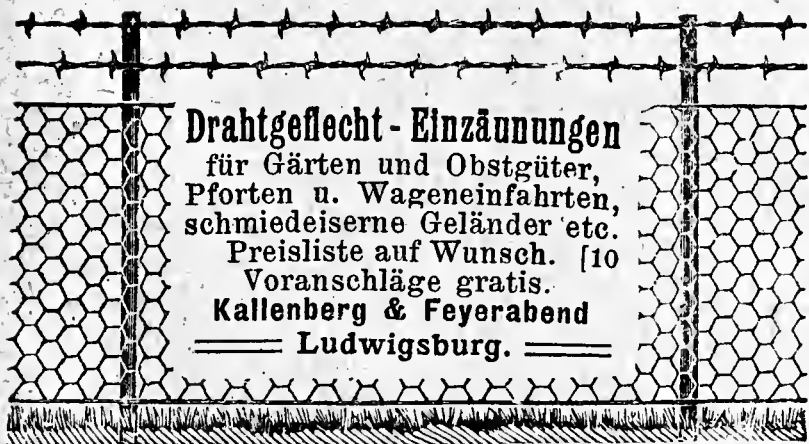 Drahtgeflecht - Einzäunungen
für Gärten und Obstgüter,
Pforten u. Wageneinfahrten,
schmiedeiserne Geländer etc.
Preisliste auf Wunsch. [10
Voranschläge gratis.
Kallenberg & Feyerabend
Ludwigsburg.